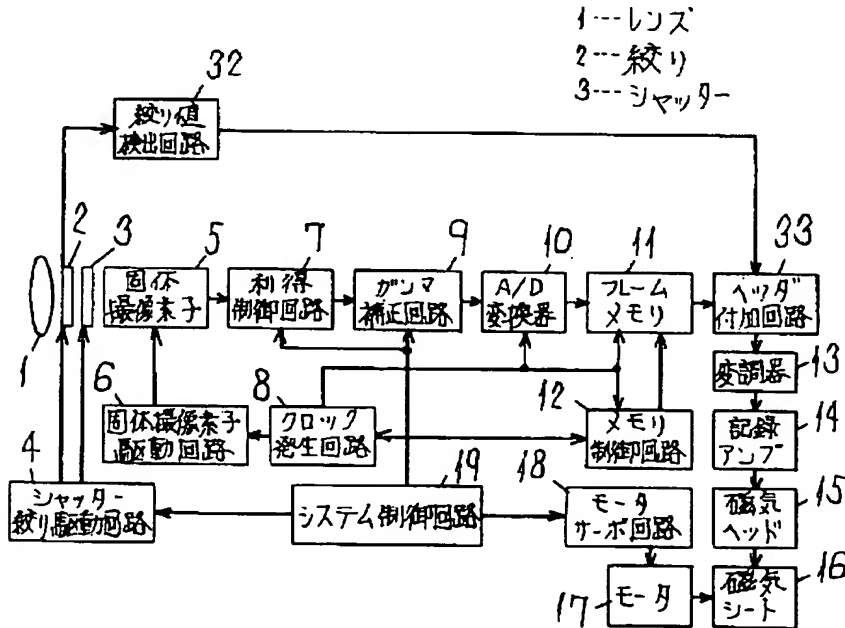 1---レンズ
2---絞り
3---シャッター
32
絞り値
検出回路
2
3
5
7
9
10
11
33
固体
撮像素子
利得
制御回路
ガンマ
補正回路
A/D
変換器
フレーム
メモリ
ヘッダ
付加回路
1
6
8
12
13
変調器
固体撮像素子
駆動回路
クロック
発生回路
メモリ
制御回路
14
記録
アンプ
4
19
18
シャッター
絞り駆動回路
システム制御回路
モータ
サーボ回路
15
磁気
ヘッド
17
モータ
16
磁気
シート